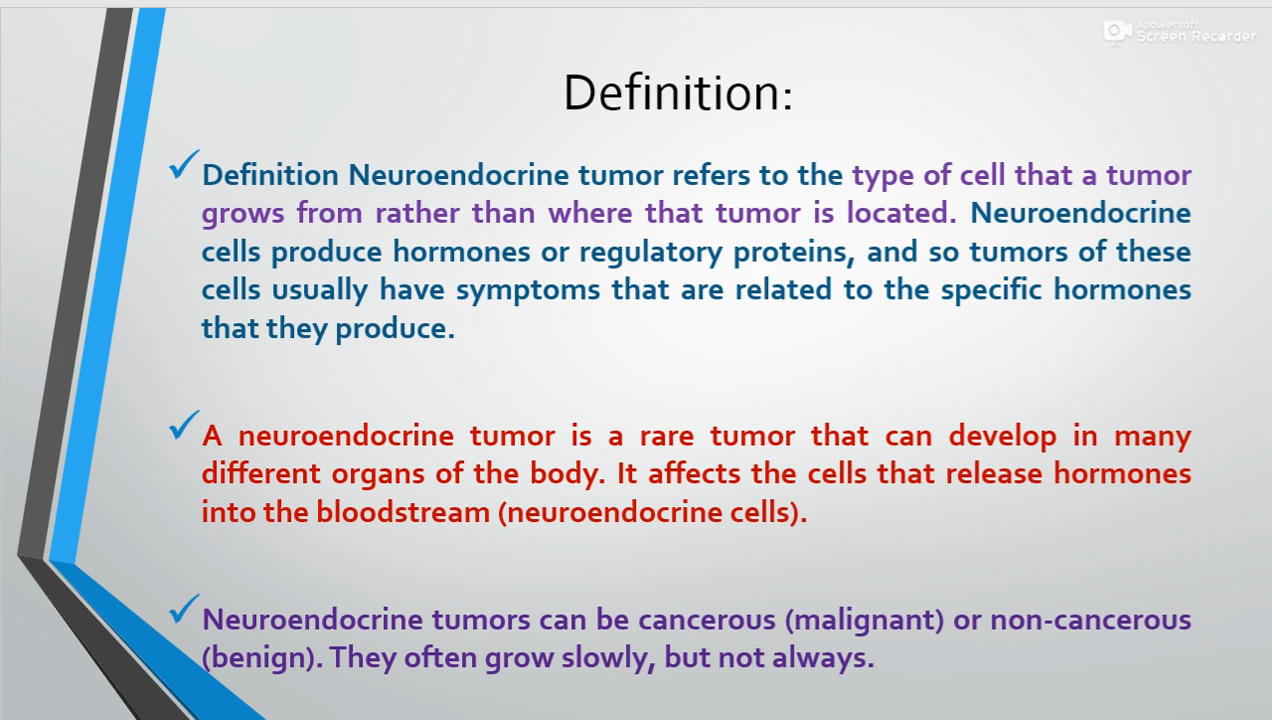 Apowersoft
Screen Recorder
Definition:
Definition Neuroendocrine tumor refers to the type of cell that a tumor
grows from rather than where that tumor is located. Neuroendocrine
cells produce hormones or regulatory proteins, and so tumors of these
cells usually have symptoms that are related to the specific hormones
that they produce.
A neuroendocrine tumor is a rare tumor that can develop in many
different organs of the body. It affects the cells that release hormones
into the bloodstream (neuroendocrine cells).
Neuroendocrine tumors can be cancerous (malignant) or non-cancerous
(benign). They often grow slowly, but not always.